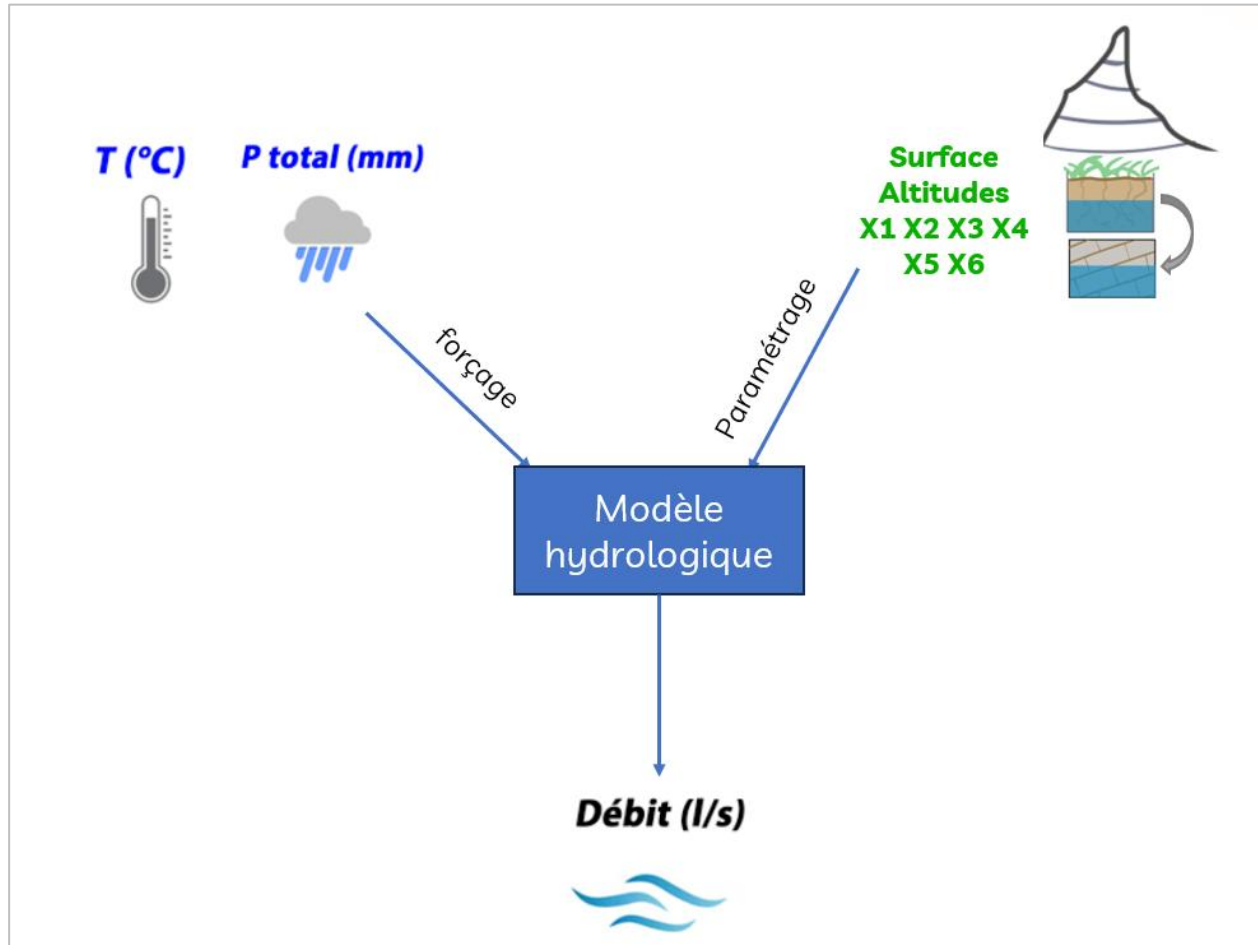 T (°C)
P total (mm)
Surface
Altitudes
X1 X2 X3 X4
X5 X6
forçage
Paramétrage
Modèle
hydrologique
Débit (l/s)